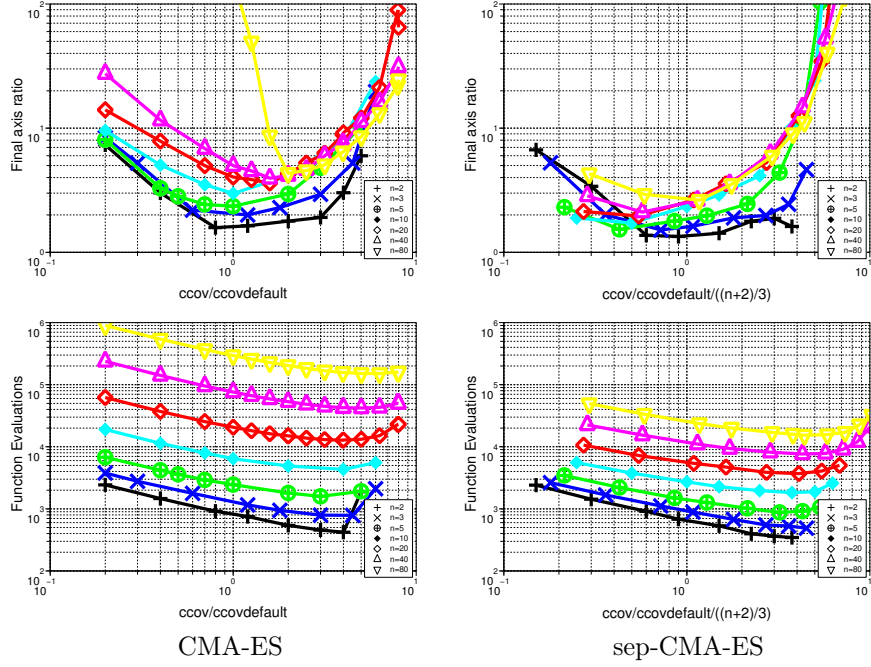 10^2
10^1
10^0
Final axis ratio
10^-1
10^0
10^1
ccov/ccovdefault
n=2
n=3
n=5
n=10
n=20
n=40
n=80
10^2
10^1
10^0
Final axis ratio
10^-1
10^0
10^1
ccov/ccovdefault/((n+2)/3)
n=2
n=3
n=5
n=10
n=20
n=40
n=80
10^6
10^5
10^4
10^3
10^2
Function Evaluations
10^-1
10^0
10^1
ccov/ccovdefault
n=2
n=3
n=5
n=10
n=20
n=40
n=80
10^6
10^5
10^4
10^3
10^2
Function Evaluations
10^-1
10^0
10^1
ccov/ccovdefault/((n+2)/3)
n=2
n=3
n=5
n=10
n=20
n=40
n=80
CMA-ES
sep-CMA-ES